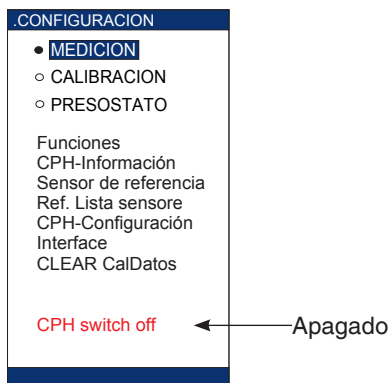 .CONFIGURACION
MEDICION
CALIBRACION
PRESOSTATO
Funciones
CPH-Información
Sensor de referencia
Ref. Lista sensore
CPH-Configuración
Interface
CLEAR CalDatos
CPH switch off
Apagado